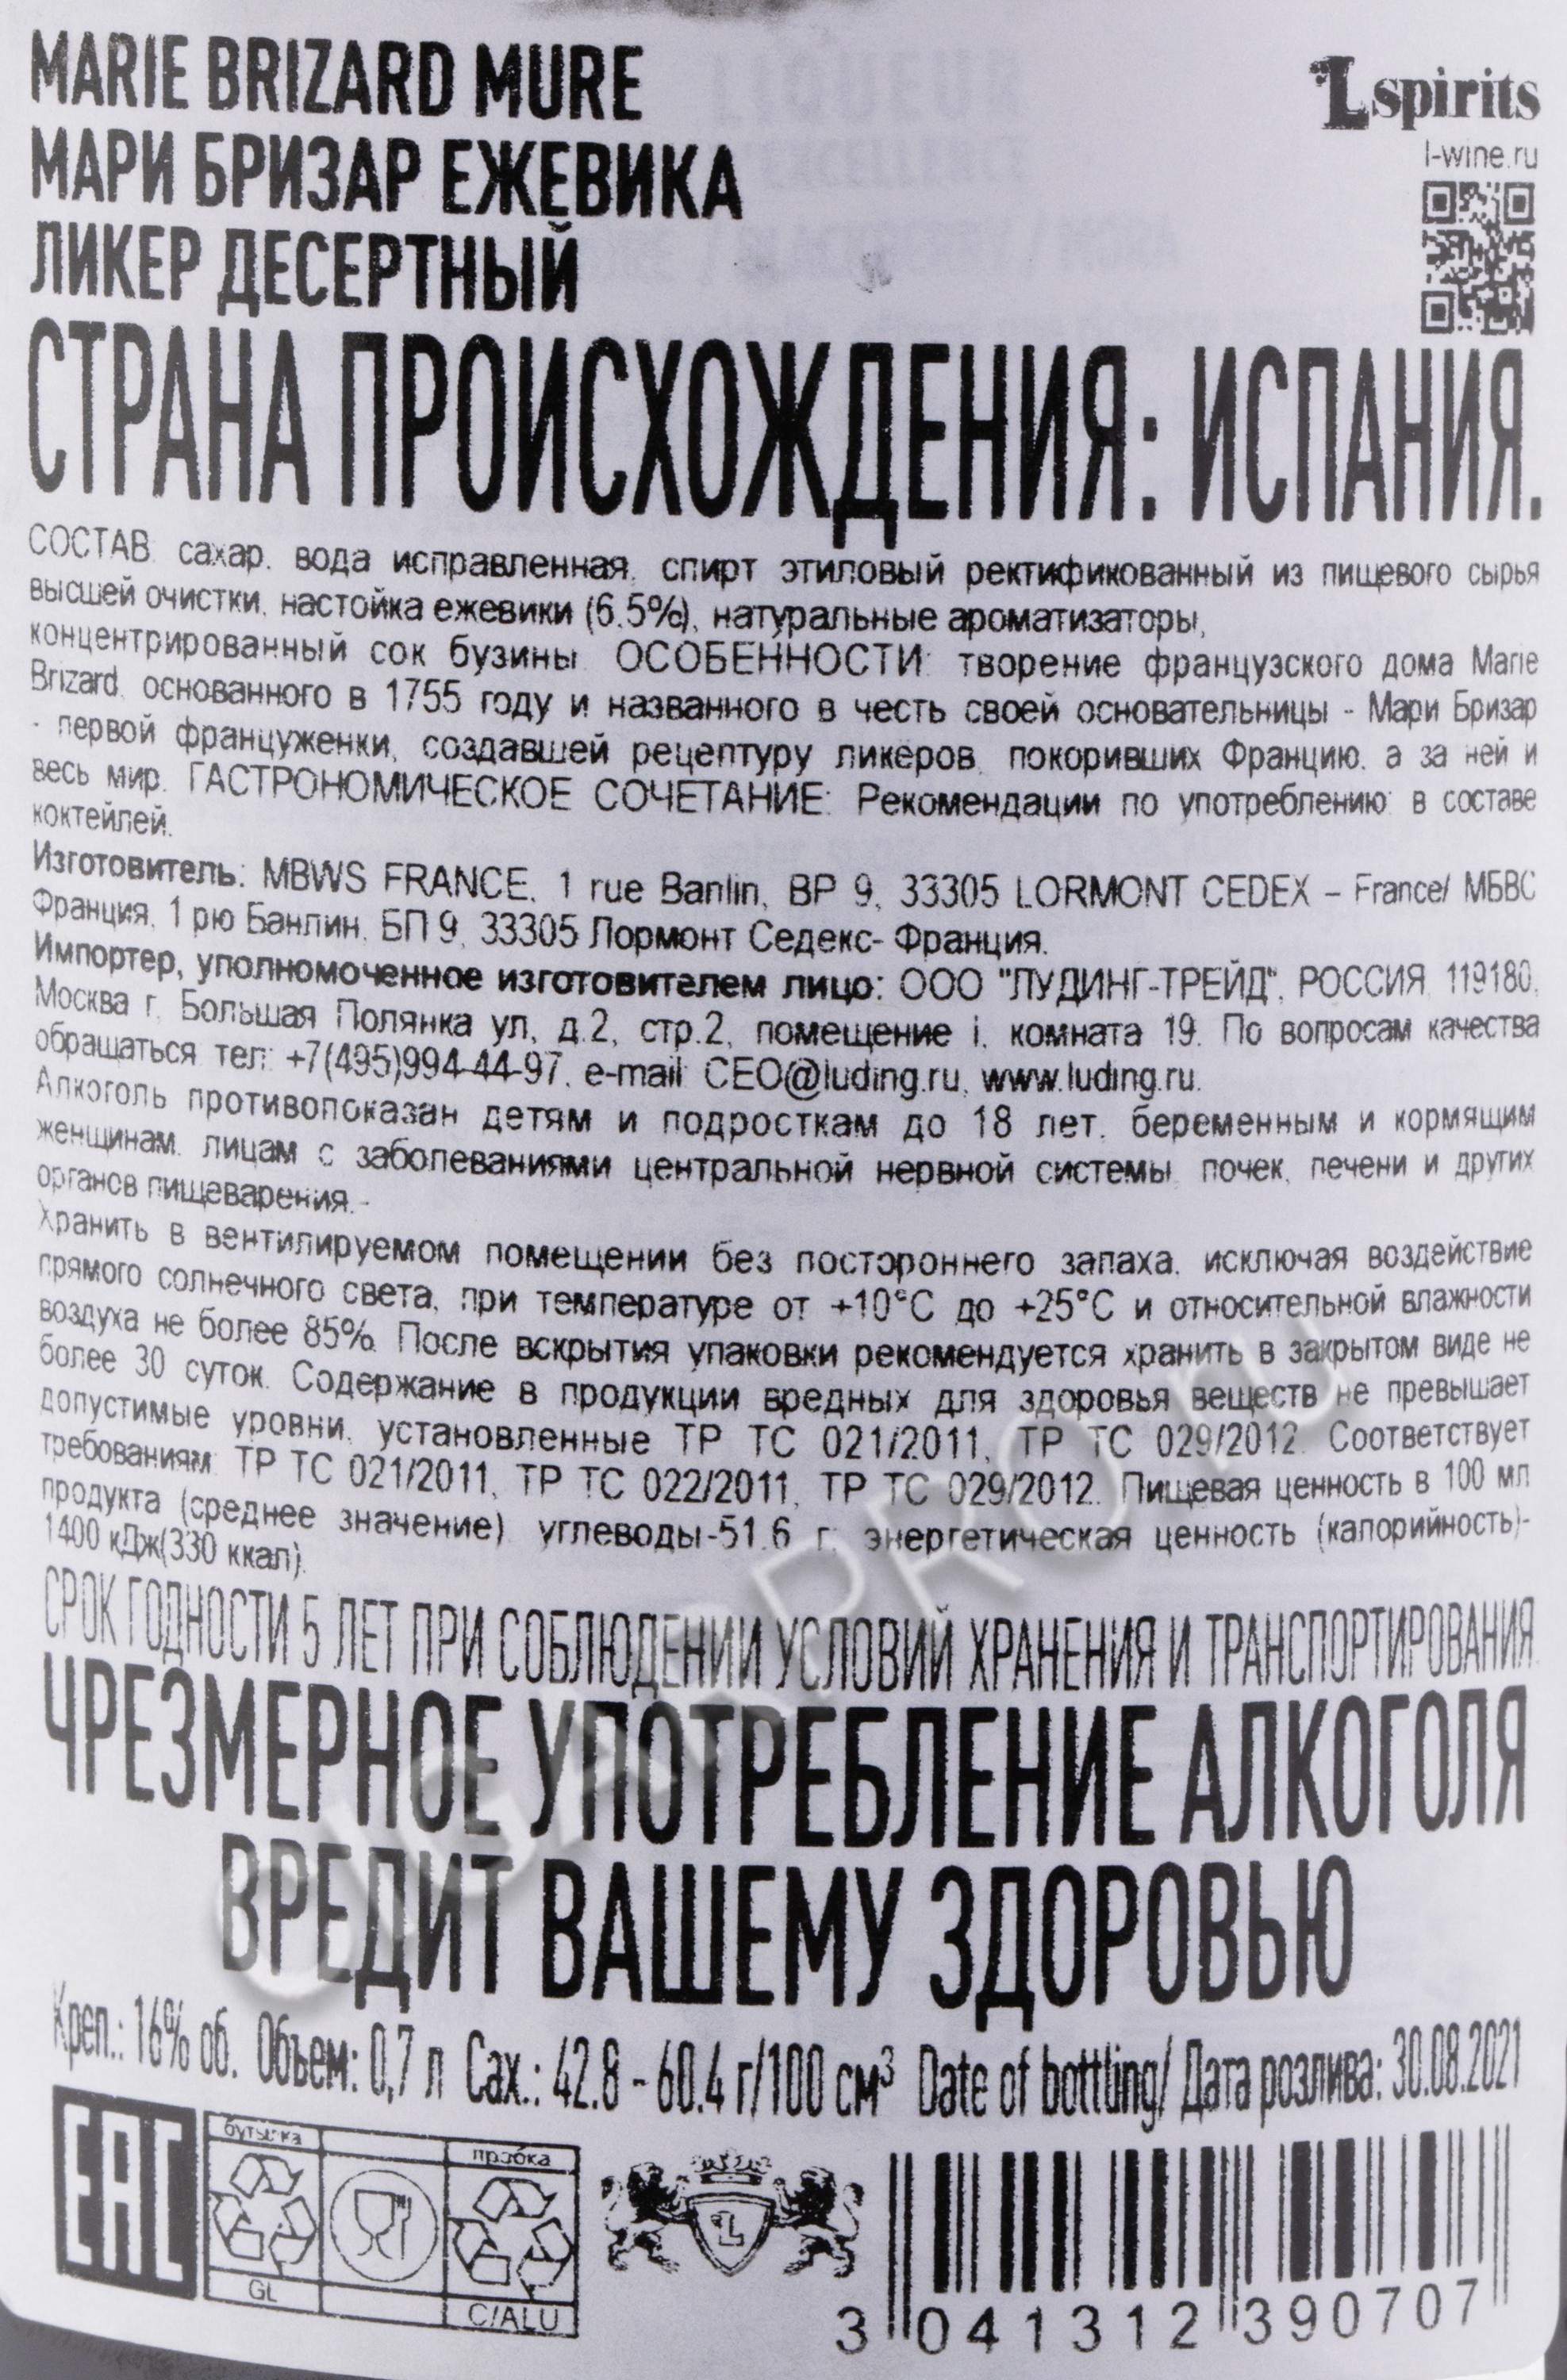 MARIE BRIZARD MURE
МАРИ БРИЗАР ЕЖЕВИКА
ЛИКЕР ДЕСЕРТНЫЙ
L spirits
l-wine.ru
СТРАНА ПРОИСХОЖДЕНИЯ: ИСПАНИЯ.
СОСТАВ: сахар, вода исправленная, спирт этиловый ректификованный из пищевого сырья
высшей очистки, настойка ежевики (6.5%), натуральные ароматизаторы,
концентрированный сок бузины. ОСОБЕННОСТИ: творение французского дома Marie
Brizard, основанного в 1755 году и названного в честь своей основательницы - Мари Бризар
- первой француженки, создавшей рецептуру ликеров, покоривших Францию, а за ней и
весь мир. ГАСТРОНОМИЧЕСКОЕ СОЧЕТАНИЕ: Рекомендации по употреблению: в составе
коктейлей.
Изготовитель: MBWS FRANCE, 1 rue Banlin, BP 9, 33305 LORMONT CEDEX – France/ МБВС
Франция, 1 рю Банлин, БП 9, 33305 Лормонт Седекс- Франция.
Импортер, уполномоченное изготовителем лицо: ООО "ЛУДИНГ-ТРЕЙД", РОССИЯ, 119180,
Москва г, Большая Полянка ул, д.2, стр.2, помещение i, комната 19. По вопросам качества
обращаться тел: +7(495)994-44-97, e-mail: CEO@luding.ru, www.luding.ru.
Алкоголь противопоказан детям и подросткам до 18 лет, беременным и кормящим
женщинам, лицам с заболеваниями центральной нервной системы, почек, печени и других
органов пищеварения.-
Хранить в вентилируемом помещении без постороннего запаха, исключая воздействие
прямого солнечного света, при температуре от +10°С до +25°С и относительной влажности
воздуха не более 85%. После вскрытия упаковки рекомендуется хранить в закрытом виде не
более 30 суток. Содержание в продукции вредных для здоровья веществ не превышает
допустимые уровни, установленные ТР ТС 021/2011, ТР ТС 029/2012. Соответствует
требованиям: ТР ТС 021/2011, ТР ТС 022/2011, ТР ТС 029/2012. Пищевая ценность в 100 мл
продукта (среднее значение): углеводы-51.6 г; энергетическая ценность (калорийность)-
1400 кДж(330 ккал).
СРОК ГОДНОСТИ 5 ЛЕТ ПРИ СОБЛЮДЕНИИ УСЛОВИЙ ХРАНЕНИЯ И ТРАНСПОРТИРОВАНИЯ
ЧРЕЗМЕРНОЕ УПОТРЕБЛЕНИЕ АЛКОГОЛЯ
ВРЕДИТ ВАШЕМУ ЗДОРОВЬЮ
Креп.: 16% об. Объем: 0,7 л Сах.: 42.8 - 60.4 г/100 см³ Date of bottling/ Дата розлива: 30.08.2021
EAC
бутылка
пробка
GL
C/ALU
3 041312 390707